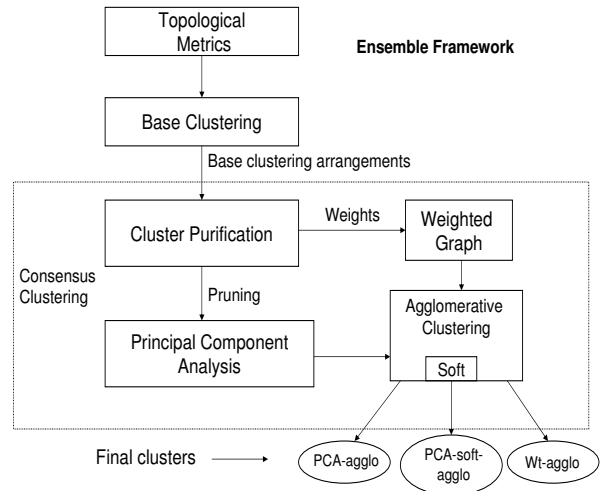 Topological
Metrics
Ensemble Framework
Base Clustering
Base clustering arrangements
Cluster Purification
Weights
Weighted
Graph
Consensus
Clustering
Pruning
Agglomerative
Clustering
Principal Component
Analysis
Soft
Final clusters
PCA-agglo
PCA-soft-
agglo
Wt-agglo